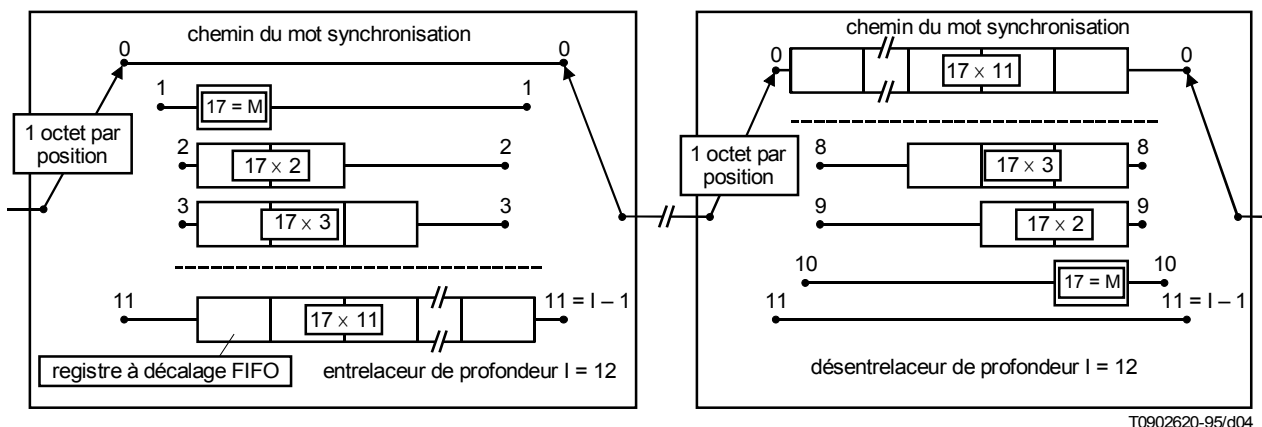 chemin du mot synchronisation
0 0
1 17 = M 1
1 octet par
position
2 17 × 2 2
3 17 × 3 3
11 17 × 11 11 = I – 1
registre à décalage FIFO
entrelaceur de profondeur I = 12
chemin du mot synchronisation
0 17 × 11 0
1 octet par
position
8 17 × 3 8
9 17 × 2 9
10 17 = M 10
11 11 = I – 1
désentrelaceur de profondeur I = 12
T0902620-95/d04